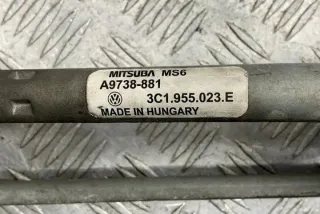 MITSUBA MS6
A9738-881
3C1.955.023.E
MADE IN HUNGARY